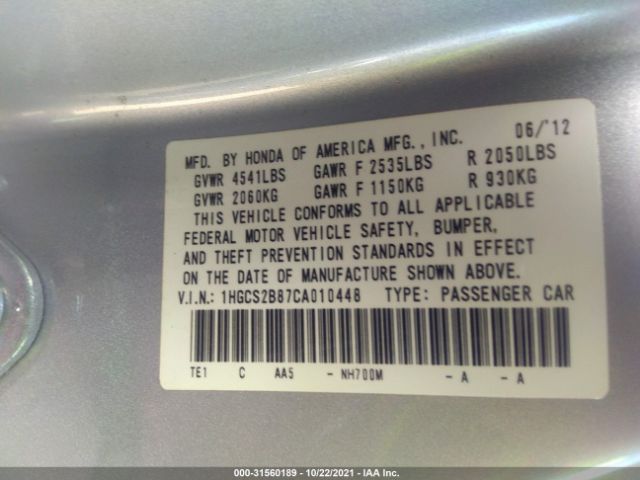 MFD. BY HONDA OF AMERICA MFG., INC. 06/'12
GVWR 4541LBS GAWR F 2535LBS R 2050LBS
GVWR 2060KG GAWR F 1150KG R 930KG
THIS VEHICLE CONFORMS TO ALL APPLICABLE
FEDERAL MOTOR VEHICLE SAFETY, BUMPER,
AND THEFT PREVENTION STANDARDS IN EFFECT
ON THE DATE OF MANUFACTURE SHOWN ABOVE.
V.I.N.: 1HGCS2B87CA010448 TYPE: PASSENGER CAR
TE1 C AA5 - NH700M - A - A
000-31560189 - 10/22/2021 - IAA Inc.